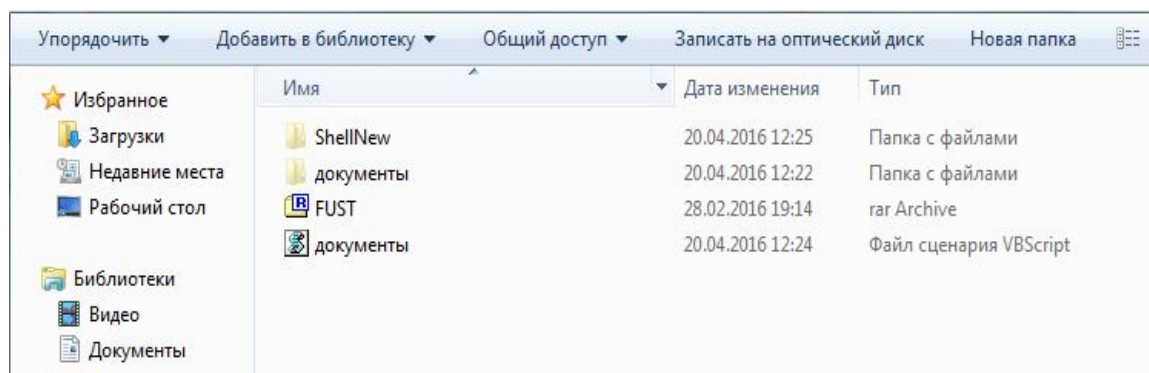 Упорядочить Добавить в библиотеку Общий доступ Записать на оптический диск Новая папка
Избранное
Загрузки
Недавние места
Рабочий стол
Библиотеки
Видео
Документы
Имя Дата изменения Тип
ShellNew 20.04.2016 12:25 Папка с файлами
документы 20.04.2016 12:22 Папка с файлами
FUST 28.02.2016 19:14 rar Archive
документы 20.04.2016 12:24 Файл сценария VBScript